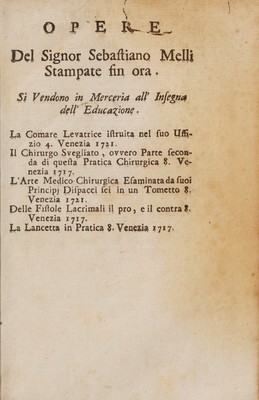 OPERE
Del Signor Sebaſtiano Melli
Stampate fin ora.
Si Vendono in Merceria all' Inſegna
dell' Educazione.
La Comare Levatrice iſtruita nel ſuo Uffi-
zio 4. Venezia 1721.
Il Chirurgo Svegliato, ovvero Parte ſecon-
da di queſta Pratica Chirurgica 8. Ve-
nezia 1717.
L'Arte Medico-Chirurgica Eſaminata da ſuoi
Principj Diſpacci ſei in un Tometto 8.
Venezia 1721.
Delle Fiſtole Lacrimali il pro, e il contra 8.
Venezia 1717.
La Lancetta in Pratica 8. Venezia 1717.